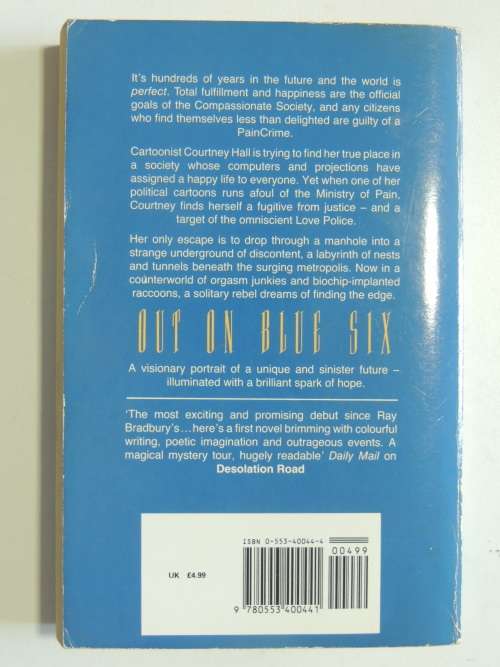 It's hundreds of years in the future and the world is
perfect. Total fulfillment and happiness are the official
goals of the Compassionate Society, and any citizens
who find themselves less than delighted are guilty of a
PainCrime.
Cartoonist Courtney Hall is trying to find her true place in
a society whose computers and projections have
assigned a happy life to everyone. Yet when one of her
political cartoons runs afoul of the Ministry of Pain,
Courtney finds herself a fugitive from justice – and a
target of the omniscient Love Police.
Her only escape is to drop through a manhole into a
strange underground of discontent, a labyrinth of nests
and tunnels beneath the surging metropolis. Now in a
counterworld of orgasm junkies and biochip-implanted
raccoons, a solitary rebel dreams of finding the edge.
OUT ON BLUE SIX
A visionary portrait of a unique and sinister future –
illuminated with a brilliant spark of hope.
'The most exciting and promising debut since Ray
Bradbury's...here's a first novel brimming with colourful
writing, poetic imagination and outrageous events. A
magical mystery tour, hugely readable' Daily Mail on
Desolation Road
ISBN 0-553-40044-4
00499
UK £4.99
9 780553 400441